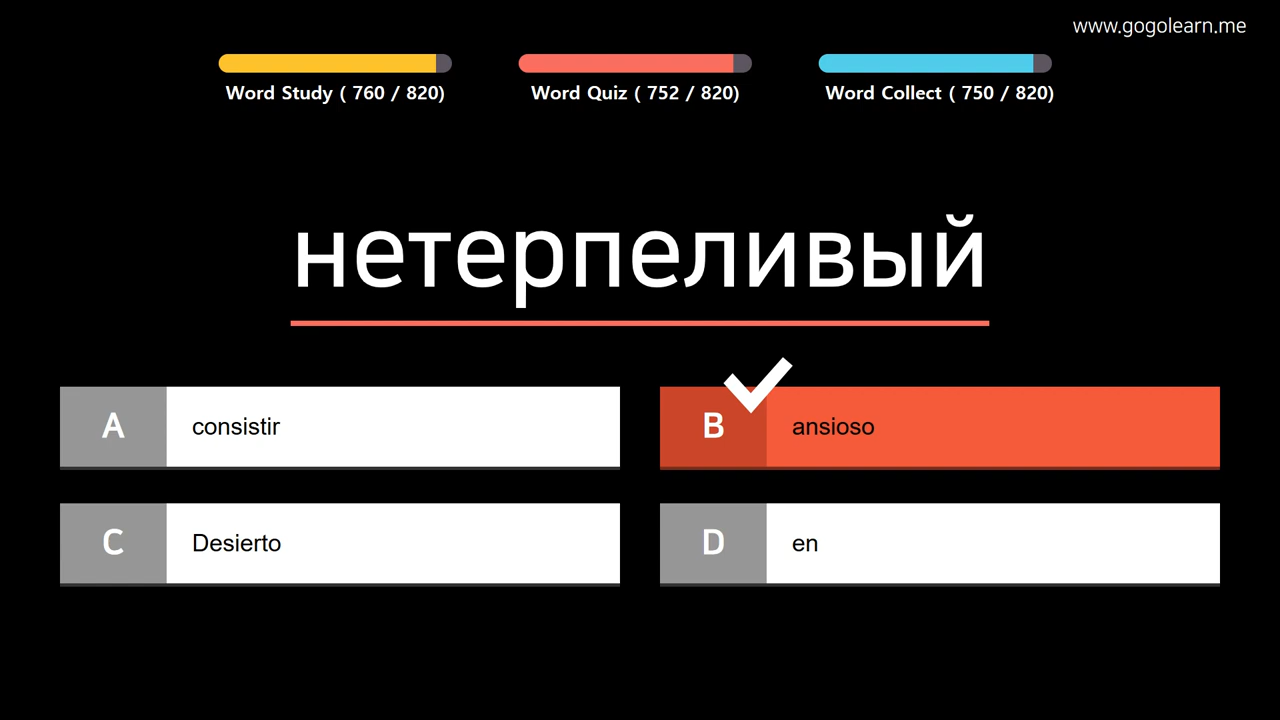 www.gogolearn.me
Word Study ( 760 / 820)
Word Quiz ( 752 / 820)
Word Collect ( 750 / 820)
нетерпеливый
A consistir
B ansioso
C Desierto
D en